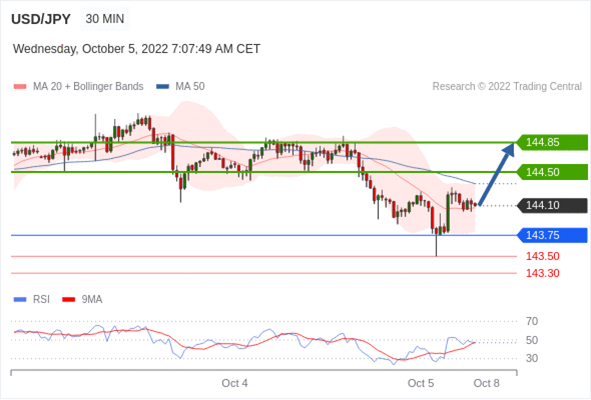 USD/JPY 30 MIN
Wednesday, October 5, 2022 7:07:49 AM CET
MA 20 + Bollinger Bands MA 50 Research © 2022 Trading Central
144.85
144.50
144.10
143.75
143.50
143.30
RSI 9MA
70
50
30
Oct 4 Oct 5 Oct 8